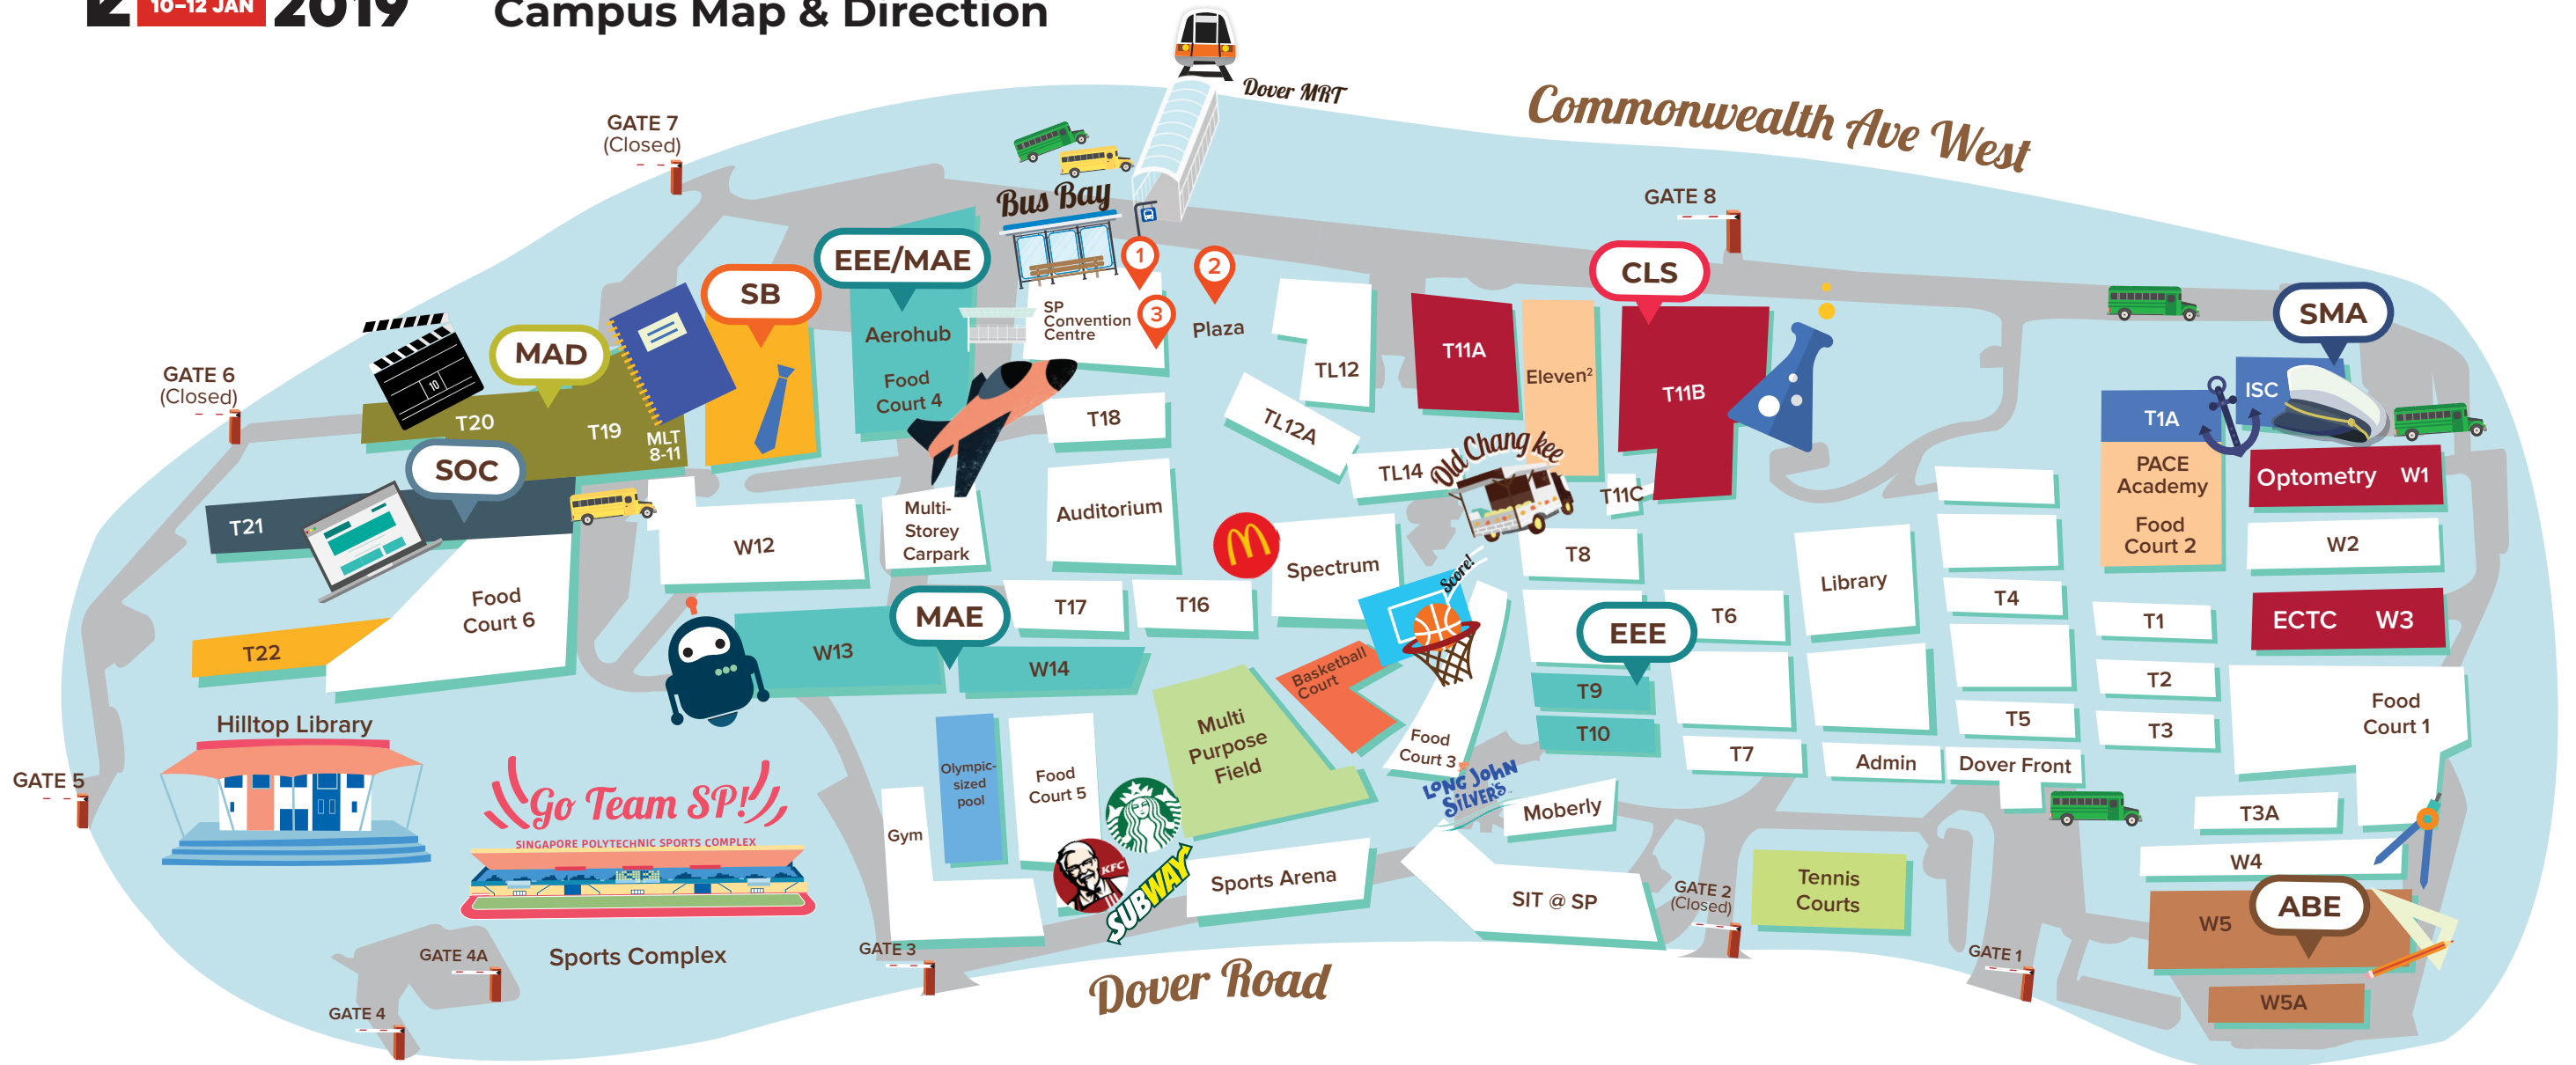 10–12 JAN
2019
Campus Map & Direction
Dover MRT
Commonwealth Ave West
GATE 7
(Closed)
GATE 8
Bus Bay
1
2
3
EEE/MAE
SB
CLS
SMA
MAD
Aerohub
Food
Court 4
SP
Convention
Centre
Plaza
TL12
T11A
Eleven²
T11B
ISC
T1A
GATE 6
(Closed)
10
T20
T19
MLT
8-11
SOC
T18
TL12A
TL14
Old Chang kee
T11C
PACE
Academy
Food
Court 2
Optometry W1
T21
W12
Multi-
Storey
Carpark
Auditorium
Spectrum
Score!
T8
Library
W2
Food
Court 6
MAE
T17
T16
EEE
T6
T4
T1
ECTC W3
T22
W13
W14
Basketball
Court
T9
T2
Hilltop Library
Multi
Purpose
Field
Food
Court 3
T10
T7
T5
T3
Food
Court 1
GATE 5
Go Team SP!
SINGAPORE POLYTECHNIC SPORTS COMPLEX
Olympic-
sized
pool
Food
Court 5
Gym
LONG JOHN
SILVER'S
Moberly
Admin
Dover Front
T3A
KFC
SUBWAY
Sports Arena
SIT @ SP
GATE 2
(Closed)
Tennis
Courts
W4
W5
ABE
GATE 4A
Sports Complex
GATE 3
Dover Road
GATE 1
W5A
GATE 4